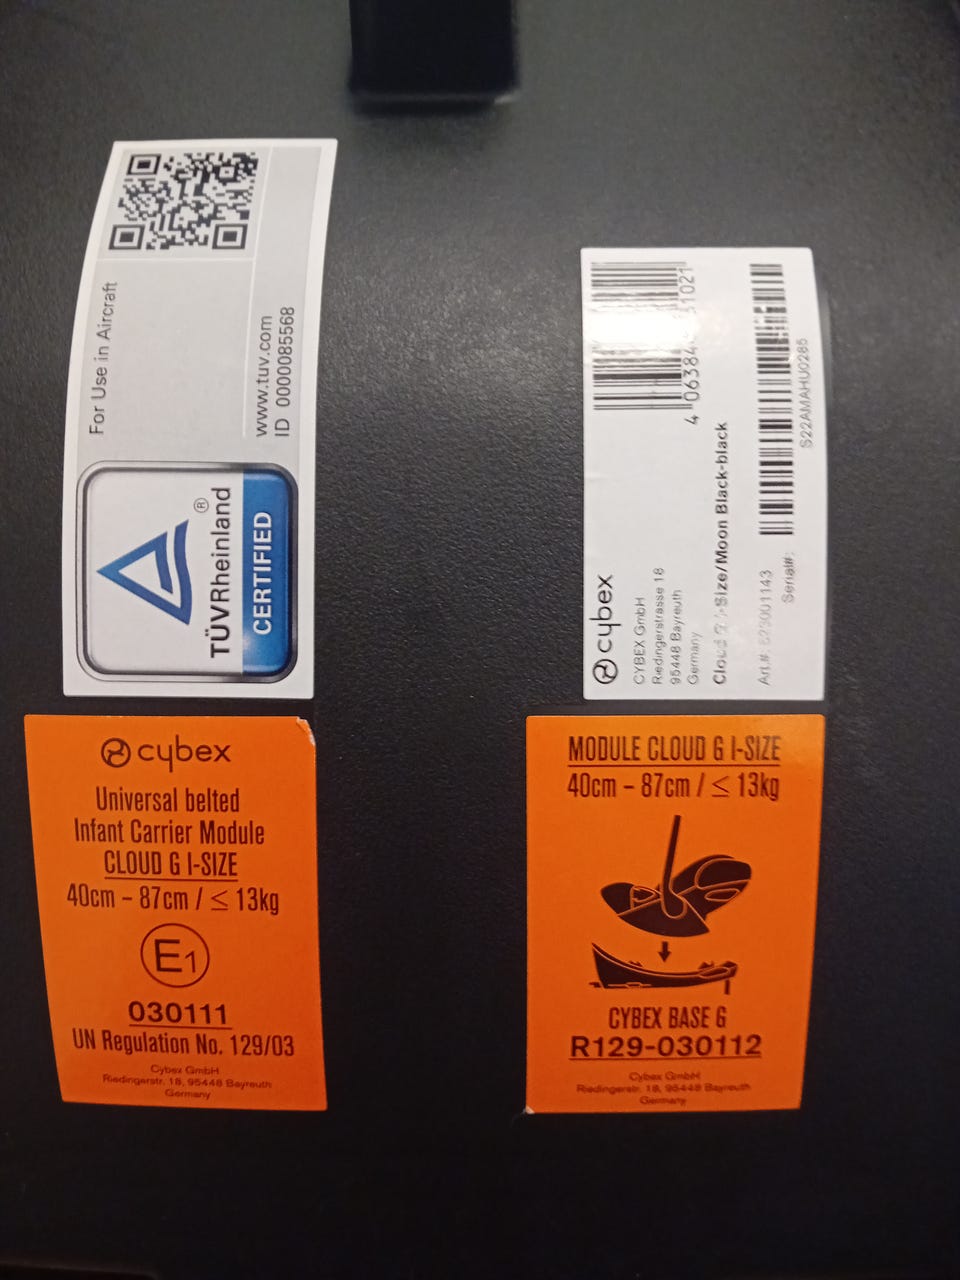 For Use in Aircraft
www.tuv.com
ID 0000085568
TÜVRheinland®
CERTIFIED
cybex
Universal belted
Infant Carrier Module
CLOUD G I-SIZE
40cm – 87cm / ≤ 13kg
E1
030111
UN Regulation No. 129/03
Cybex GmbH
Riedingerstr. 18, 95448 Bayreuth
Germany
cybex
CYBEX GmbH
Riedingerstrasse 18
95448 Bayreuth
Germany
Cloud i-Size/Moon Black-black
Art.#:
Serial#:
S22AMAHU0285
MODULE CLOUD G I-SIZE
40cm – 87cm / ≤ 13kg
CYBEX BASE G
R129-030112
Cybex GmbH
Riedingerstr. 18, 95448 Bayreuth
Germany